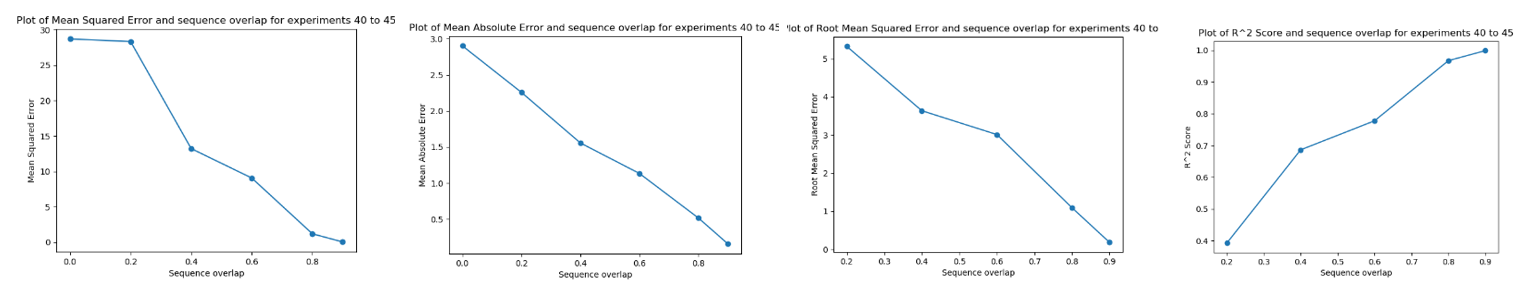 Plot of Mean Squared Error and sequence overlap for experiments 40 to 45
30
25
20
15
10
5
0
Mean Squared Error
0.0 0.2 0.4 0.6 0.8
Sequence overlap
Plot of Mean Absolute Error and sequence overlap for experiments 40 to 45
3.0
2.5
2.0
1.5
1.0
0.5
Mean Absolute Error
0.0 0.2 0.4 0.6 0.8
Sequence overlap
lot of Root Mean Squared Error and sequence overlap for experiments 40 to
5
4
3
2
1
0
Root Mean Squared Error
0.2 0.3 0.4 0.5 0.6 0.7 0.8 0.9
Sequence overlap
Plot of R^2 Score and sequence overlap for experiments 40 to 45
1.0
0.9
0.8
0.7
0.6
0.5
0.4
R^2 Score
0.2 0.3 0.4 0.5 0.6 0.7 0.8 0.9
Sequence overlap